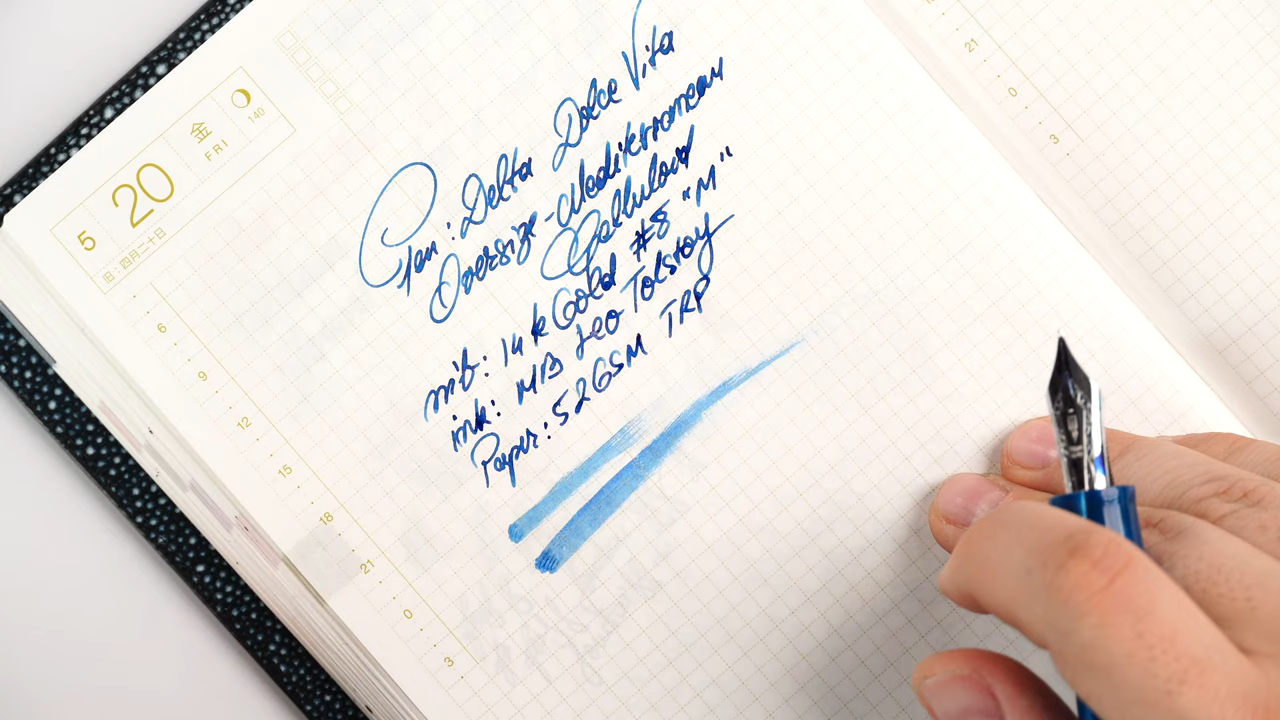 5
20
金
FRI
140
旧：四月二十日
6
9
12
15
18
21
0
3
Pen: Delta Dolce Vita
Oversize - Mediterranean
Celluloid
nib: 14k Gold #8 "M"
ink: MB Leo Tolstoy
Paper: 52GSM TRP
21
0
3